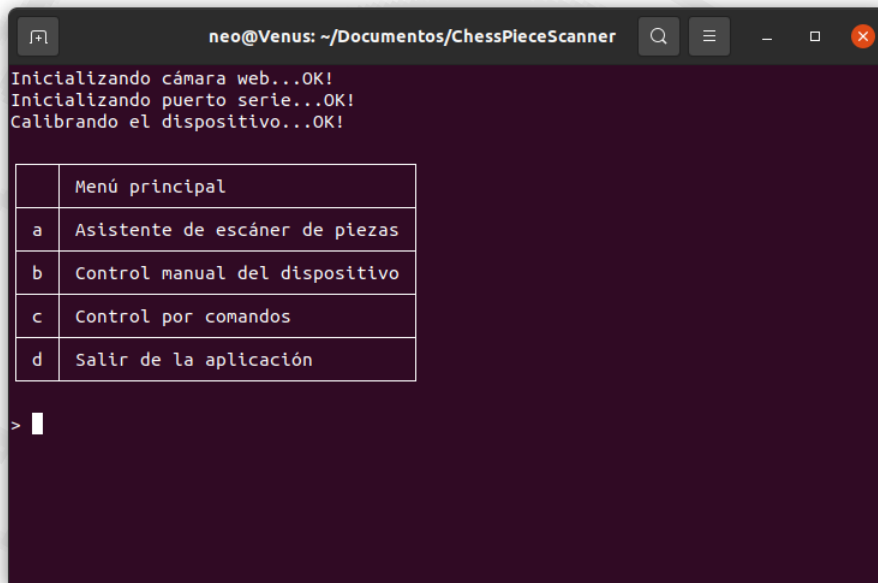 neo@Venus: ~/Documentos/ChessPieceScanner
Inicializando cámara web...OK!
Inicializando puerto serie...OK!
Calibrando el dispositivo...OK!
Menú principal
a Asistente de escáner de piezas
b Control manual del dispositivo
c Control por comandos
d Salir de la aplicación
>